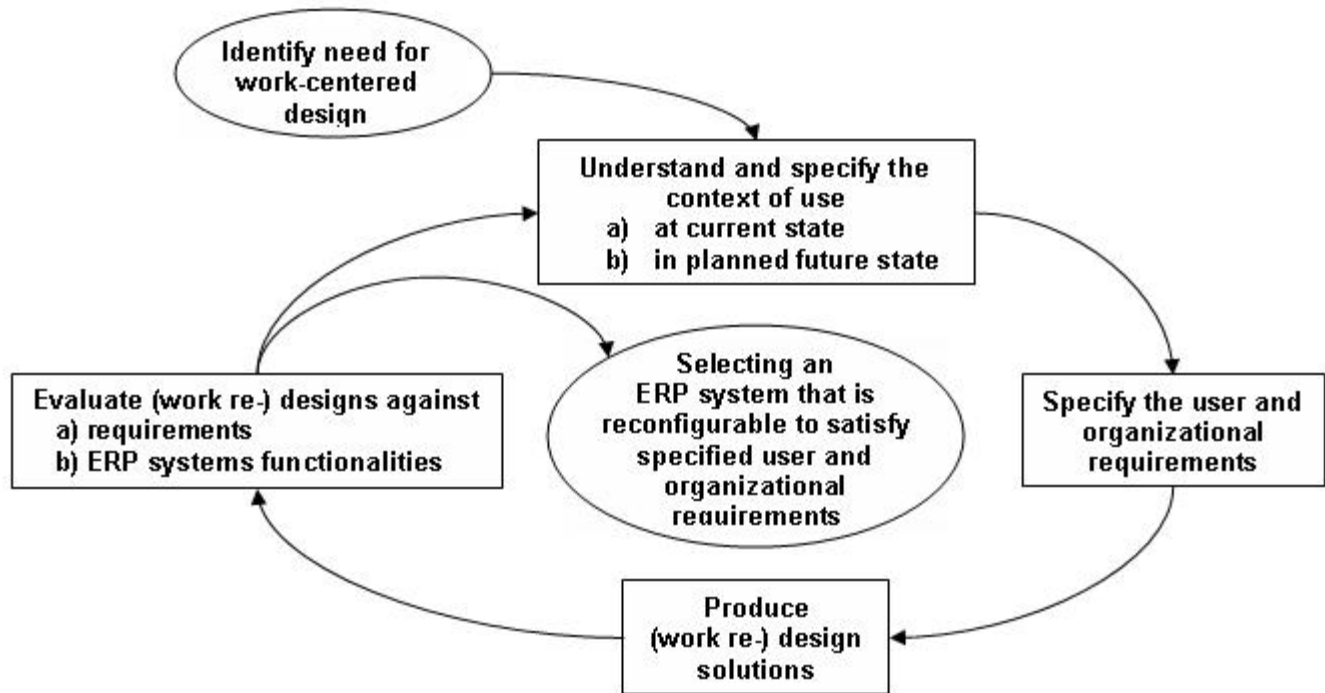 Identify need for
work-centered
design
Understand and specify the
context of use
a) at current state
b) in planned future state
Selecting an
ERP system that is
reconfigurable to satisfy
specified user and
organizational
requirements
Evaluate (work re-) designs against
a) requirements
b) ERP systems functionalities
Specify the user and
organizational
requirements
Produce
(work re-) design
solutions